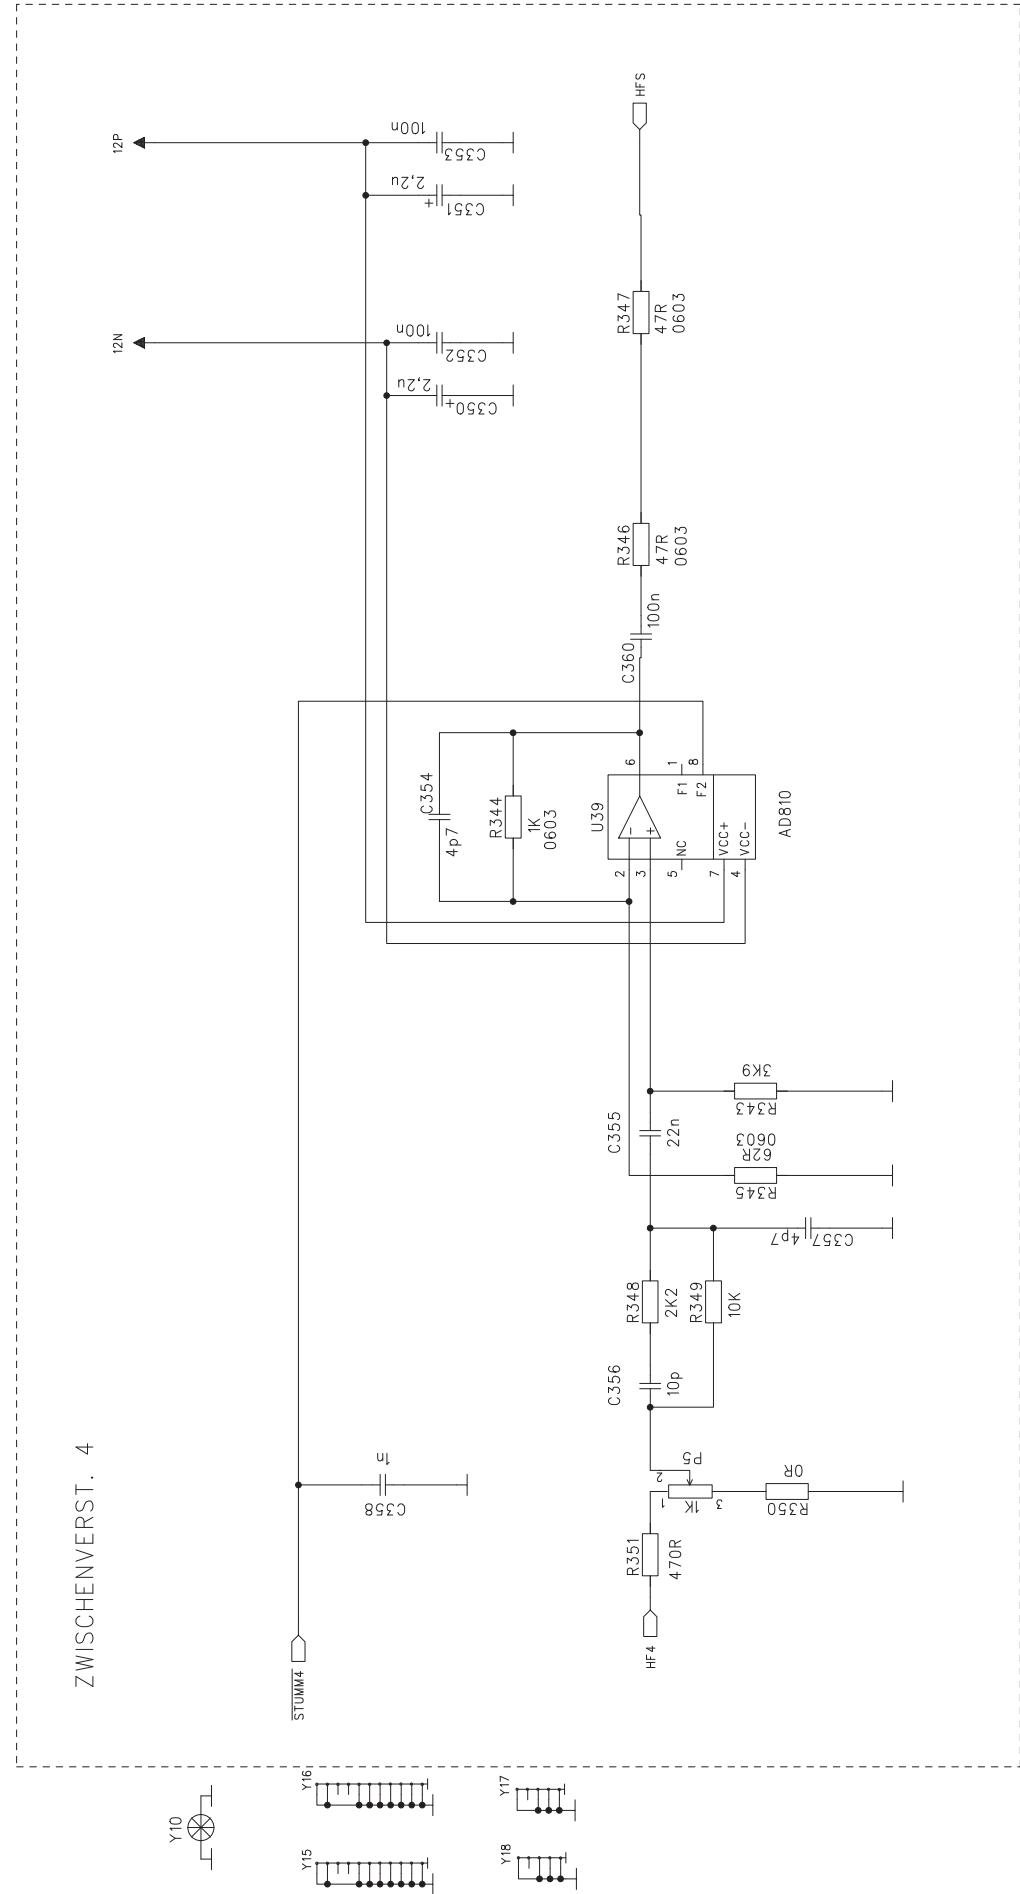 ZWISCHENVERST. 4
12P
12N
100n
C353
2,2u
+
C351
100n
C352
2,2u
+
C350
HFS
R347
47R
0603
R346
47R
0603
C360
100n
C354
4p7
R344
1K
0603
U39
AD810
2
3
5
7
4
6
1
8
-
+
NC
F1
F2
VCC+
VCC-
C355
22n
3K9
R343
0603
62R
R345
4p7
C357
R348
2K2
R349
10K
C356
10p
P5
1K
1
2
3
0R
R350
R351
470R
HF4
1n
C358
STUMM4
Y10
Y16
Y15
Y17
Y18